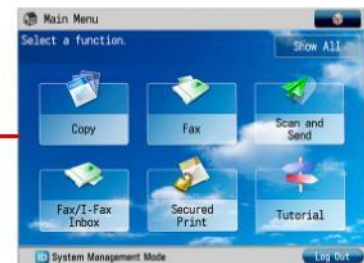 Main Menu
Select a function.
Show All
Copy
Fax
Scan and
Send
Fax/I-Fax
Inbox
Secured
Print
Tutorial
ID System Management Mode
Log Out